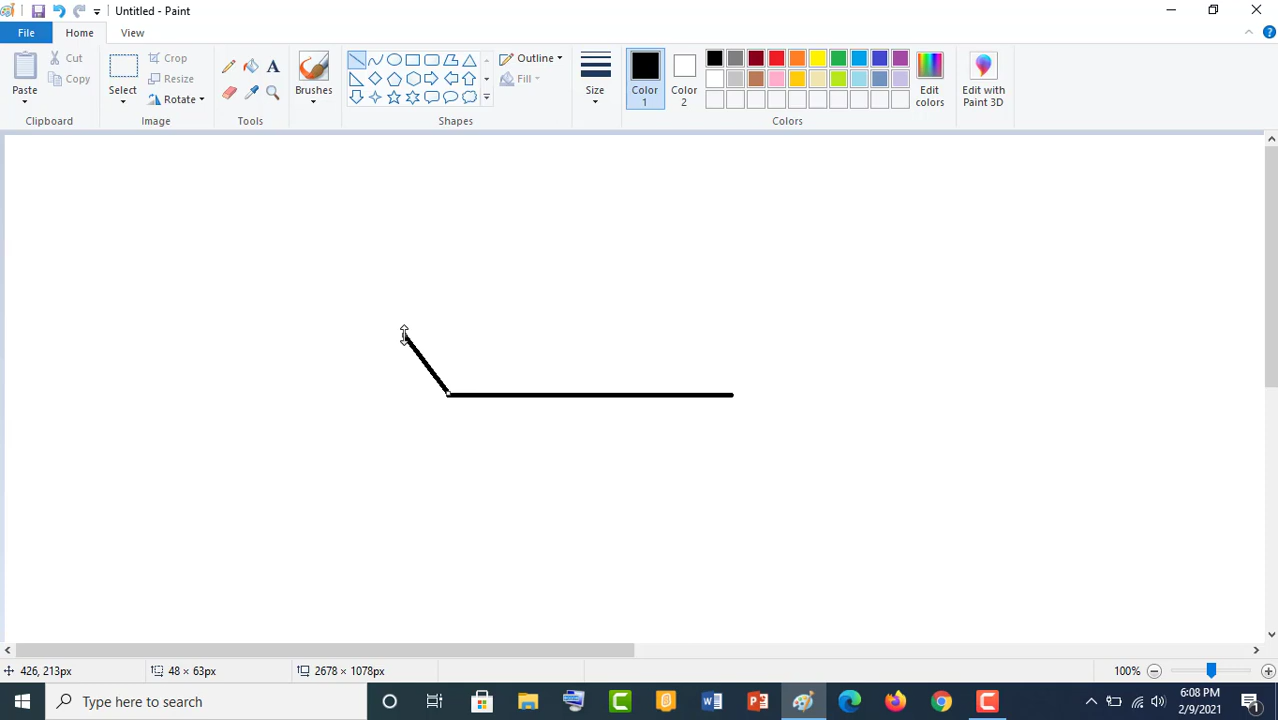 Untitled - Paint
File
Home
View
Paste
Cut
Copy
Clipboard
Select
Crop
Resize
Rotate
Image
A
Tools
Brushes
Shapes
Outline
Fill
Size
Color 1
Color 2
Colors
Edit colors
Edit with Paint 3D
426, 213px
48 × 63px
2678 × 1078px
100%
Type here to search
6:08 PM
2/9/2021
1